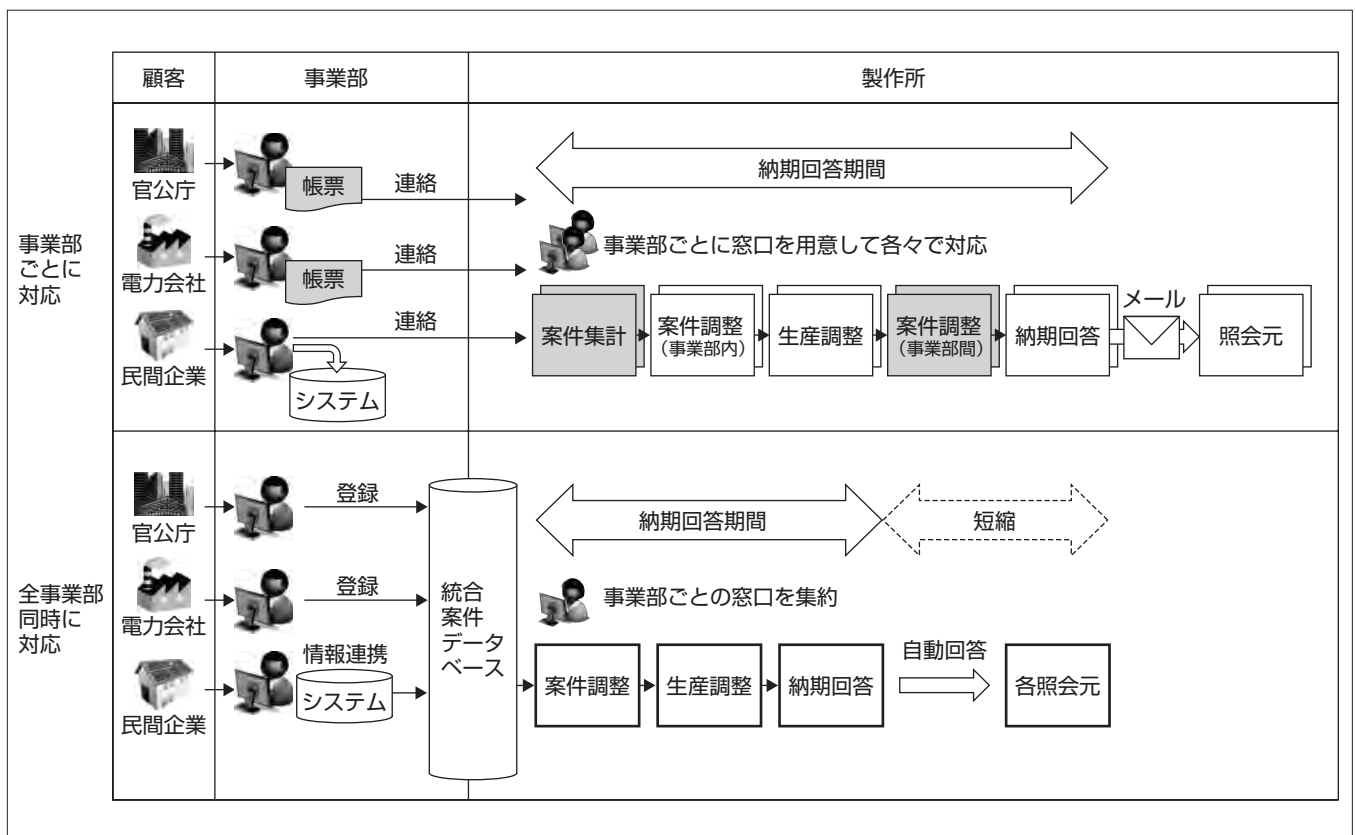 顧客
事業部
製作所
事業部
ごとに
対応
官公庁
帳票
連絡
電力会社
帳票
連絡
民間企業
連絡
システム
納期回答期間
事業部ごとに窓口を用意して各々で対応
案件集計
案件調整
(事業部内)
生産調整
案件調整
(事業部間)
納期回答
メール
照会元
全事業部
同時に
対応
官公庁
登録
電力会社
登録
民間企業
情報連携
システム
統合
案件
データ
ベース
納期回答期間
短縮
事業部ごとの窓口を集約
案件調整
生産調整
納期回答
自動回答
各照会元